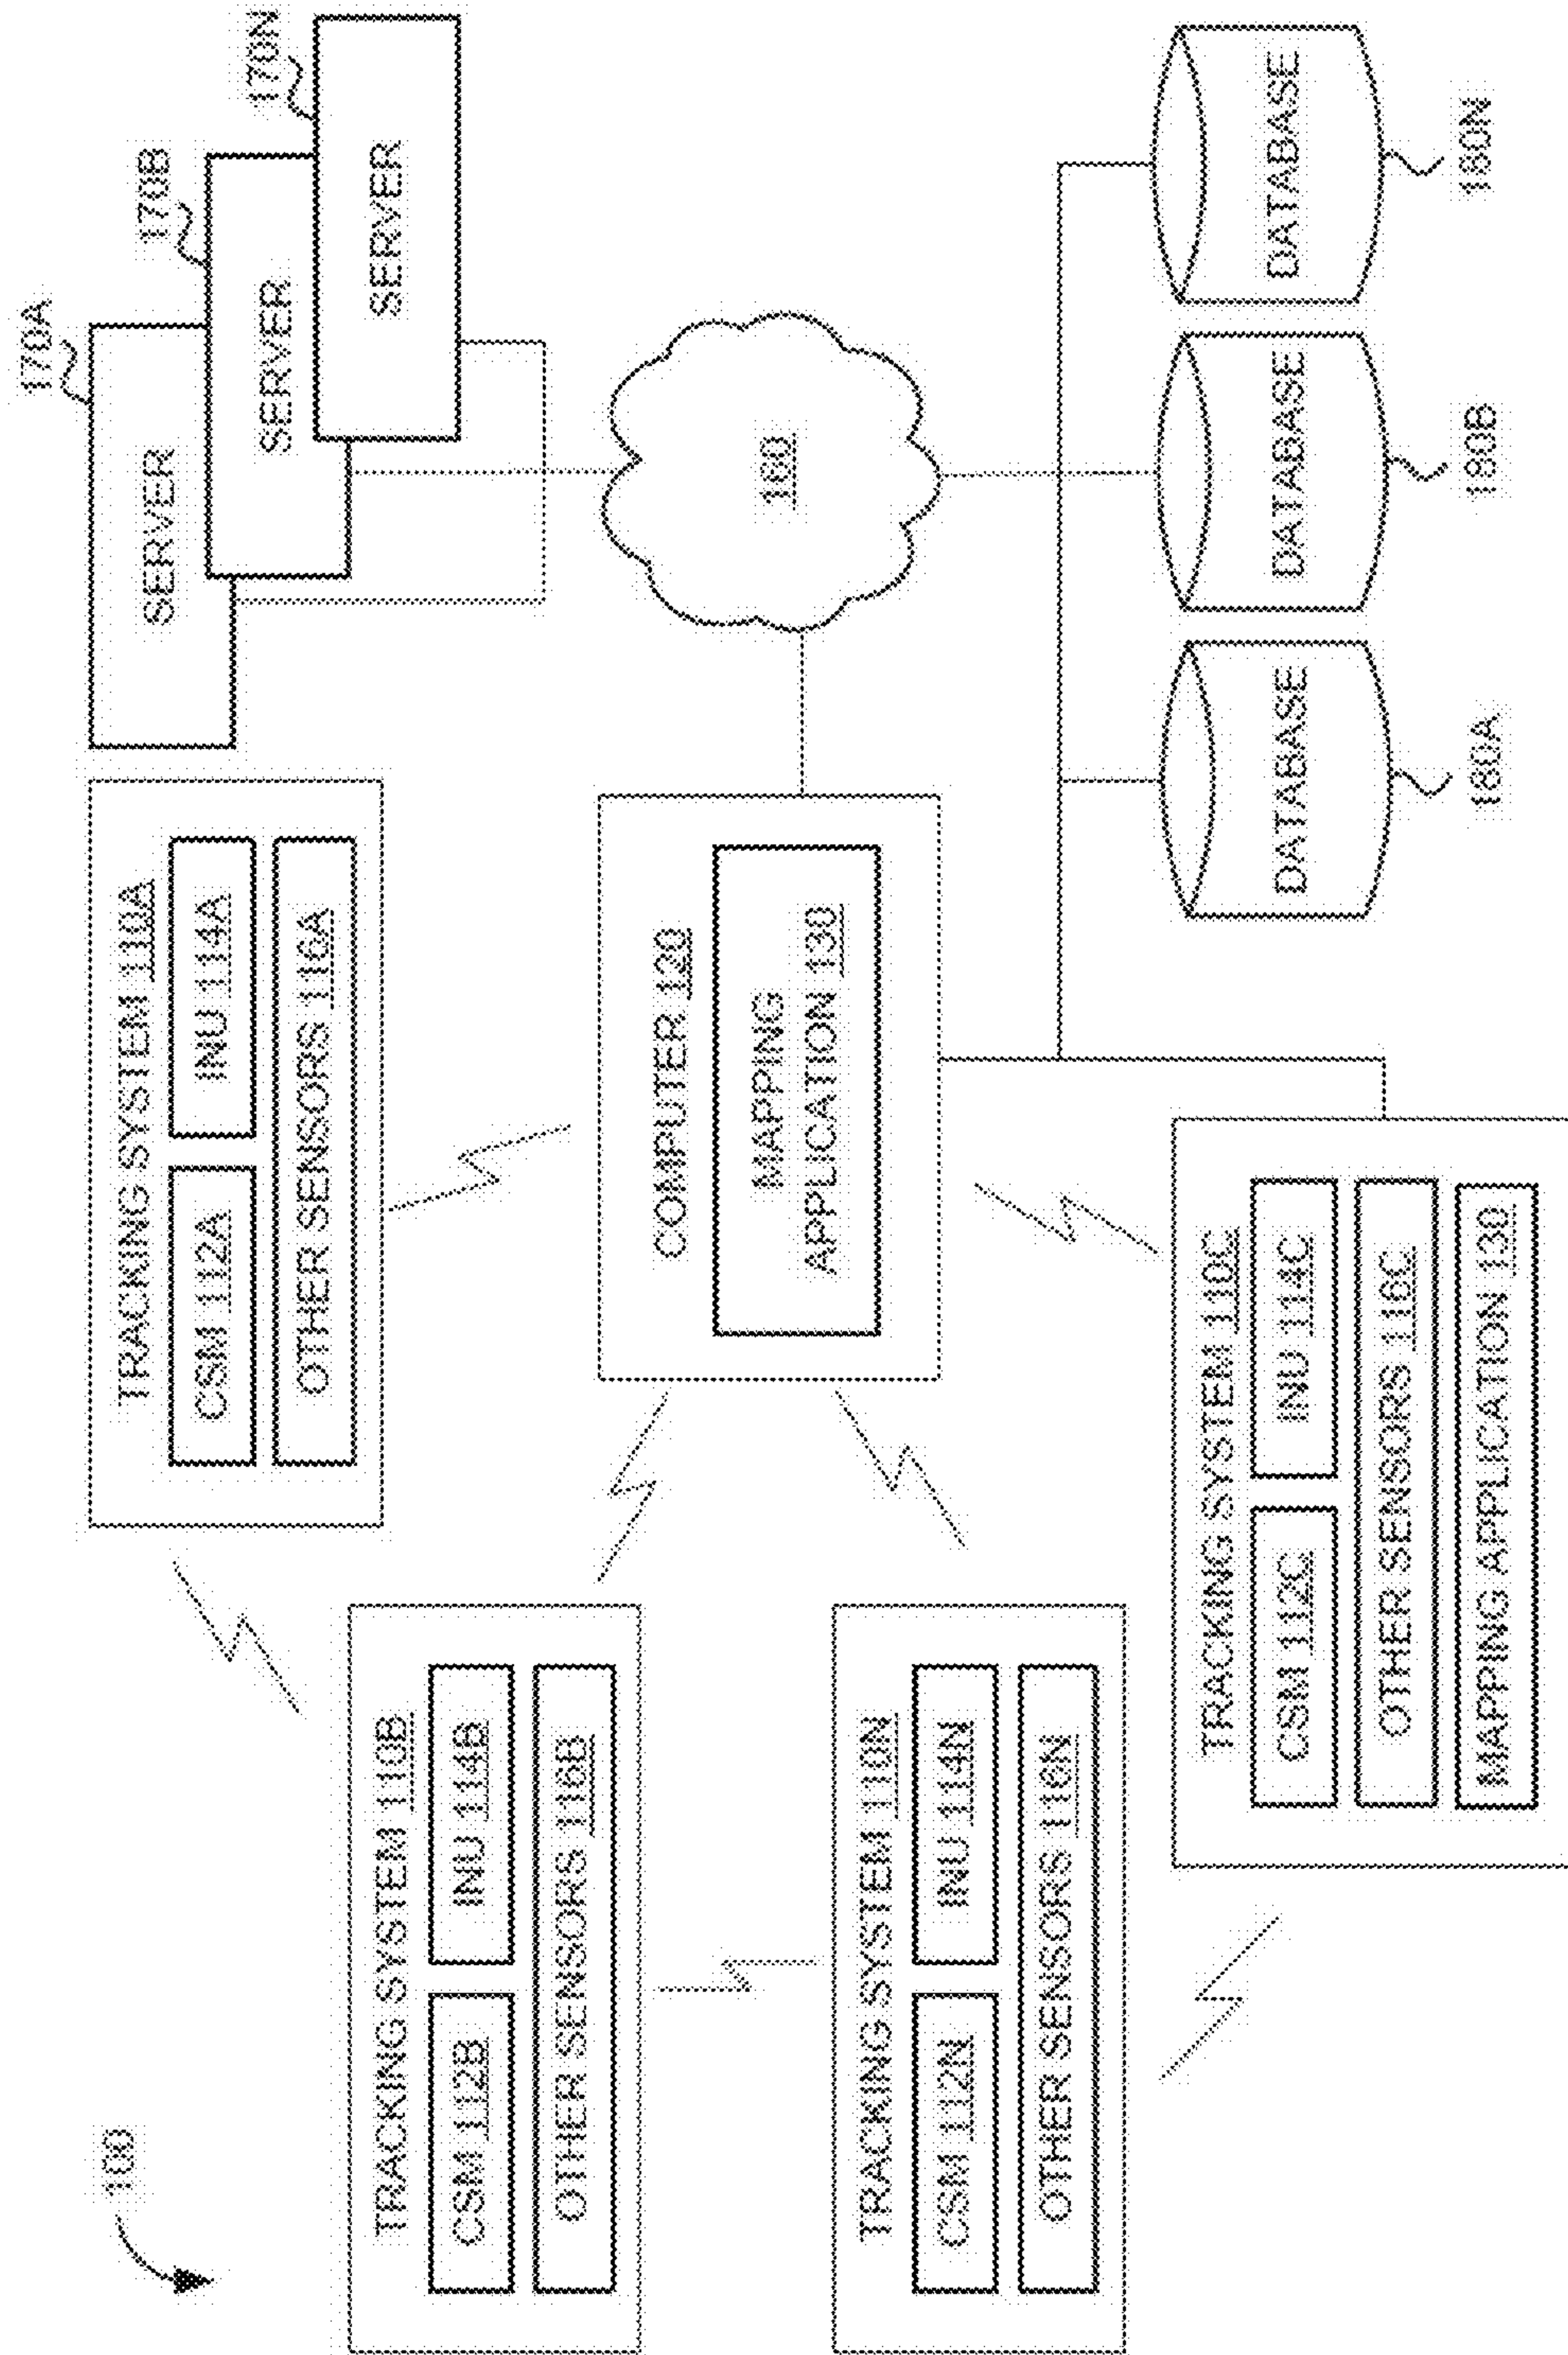 100
TRACKING SYSTEM 110A
CSM 112A
INU 114A
OTHER SENSORS 116A
170A
SERVER
170B
SERVER
170N
SERVER
TRACKING SYSTEM 110B
CSM 112B
INU 114B
OTHER SENSORS 116B
COMPUTER 120
MAPPING
APPLICATION 130
160
TRACKING SYSTEM 110N
CSM 112N
INU 114N
OTHER SENSORS 116N
TRACKING SYSTEM 110C
CSM 112C
INU 114C
OTHER SENSORS 116C
MAPPING APPLICATION 130
DATABASE
180A
DATABASE
180B
DATABASE
180N